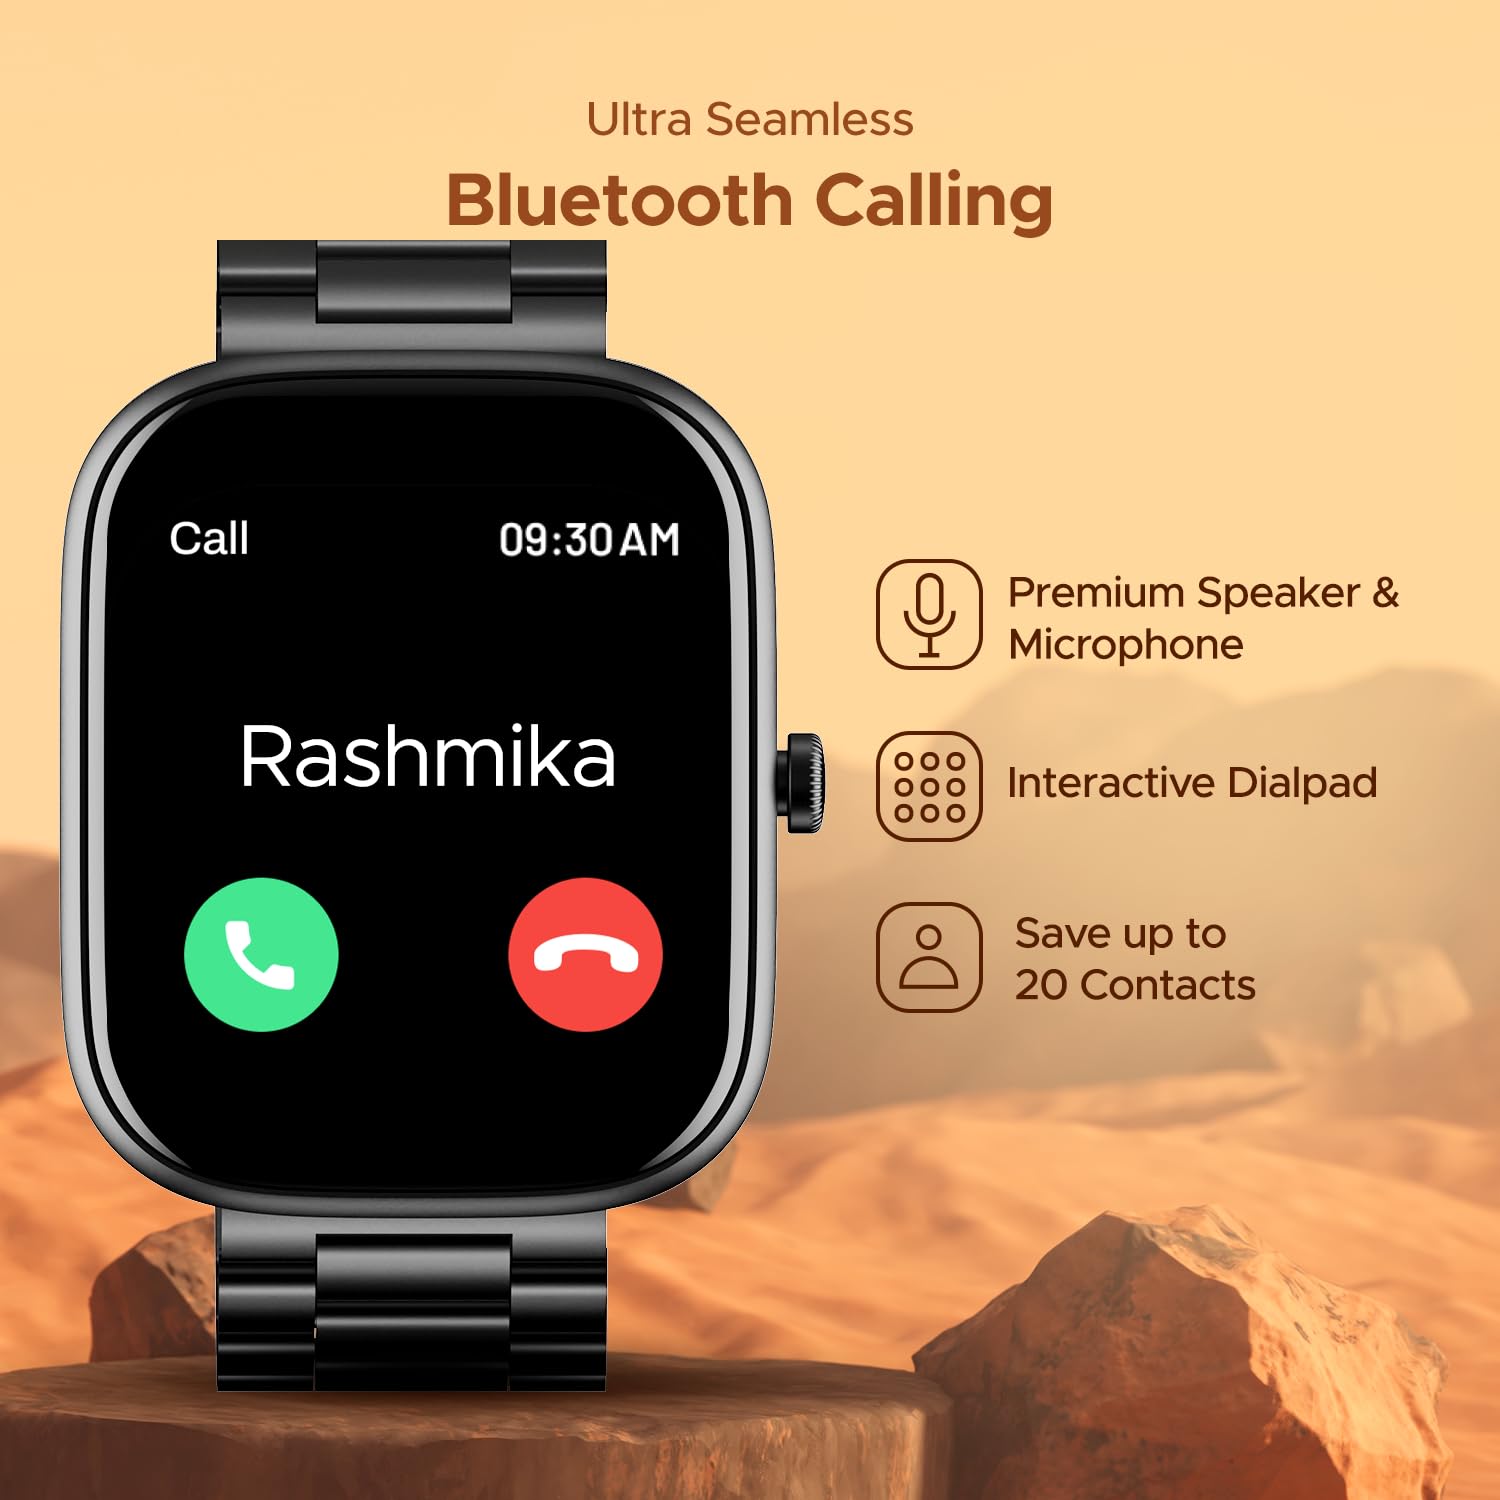 Ultra Seamless
Bluetooth Calling
Call 09:30 AM
Rashmika
Premium Speaker &
Microphone
Interactive Dialpad
Save up to
20 Contacts